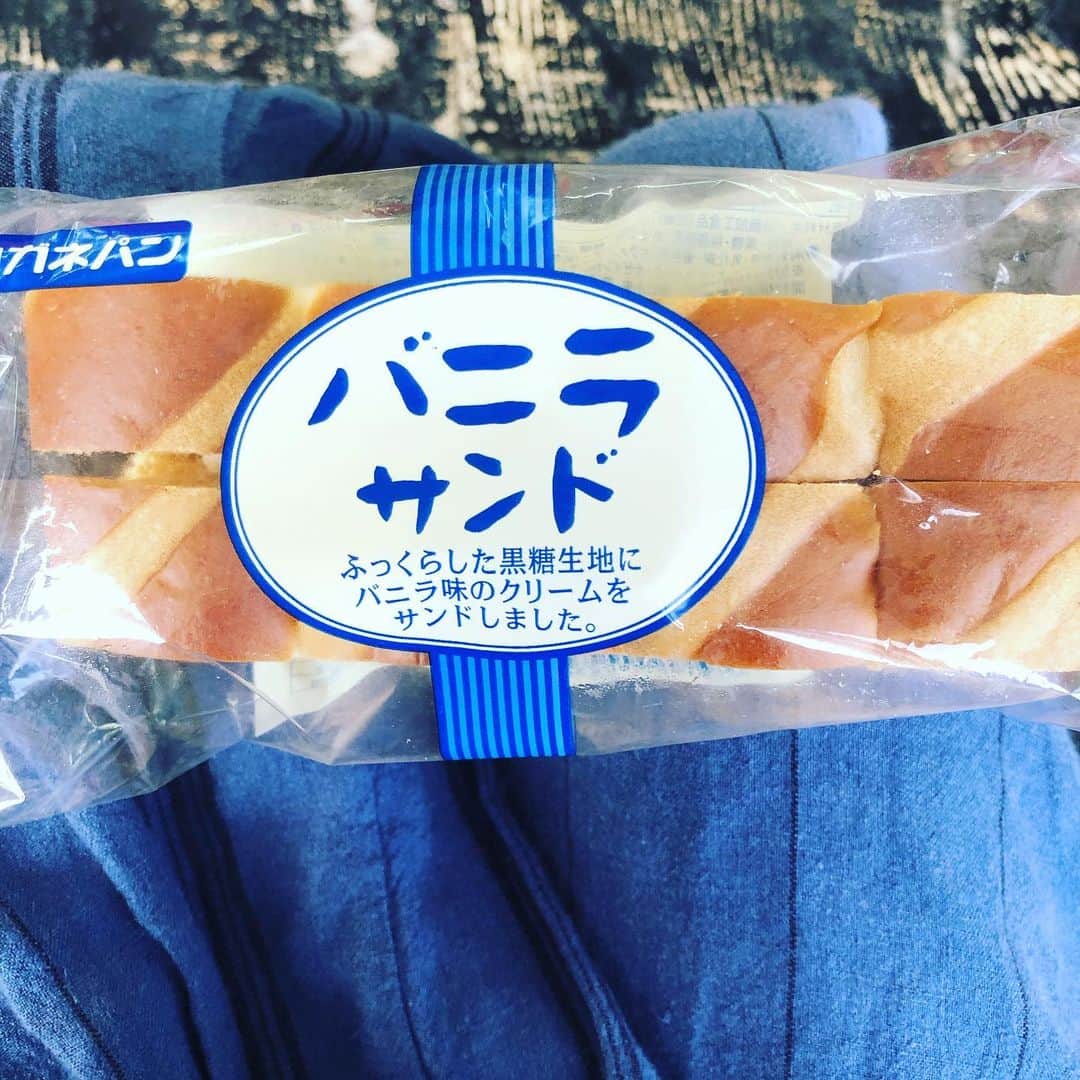 ガネパン
バニラ
サンド
ふっくらした黒糖生地に
バニラ味のクリームを
サンドしました。